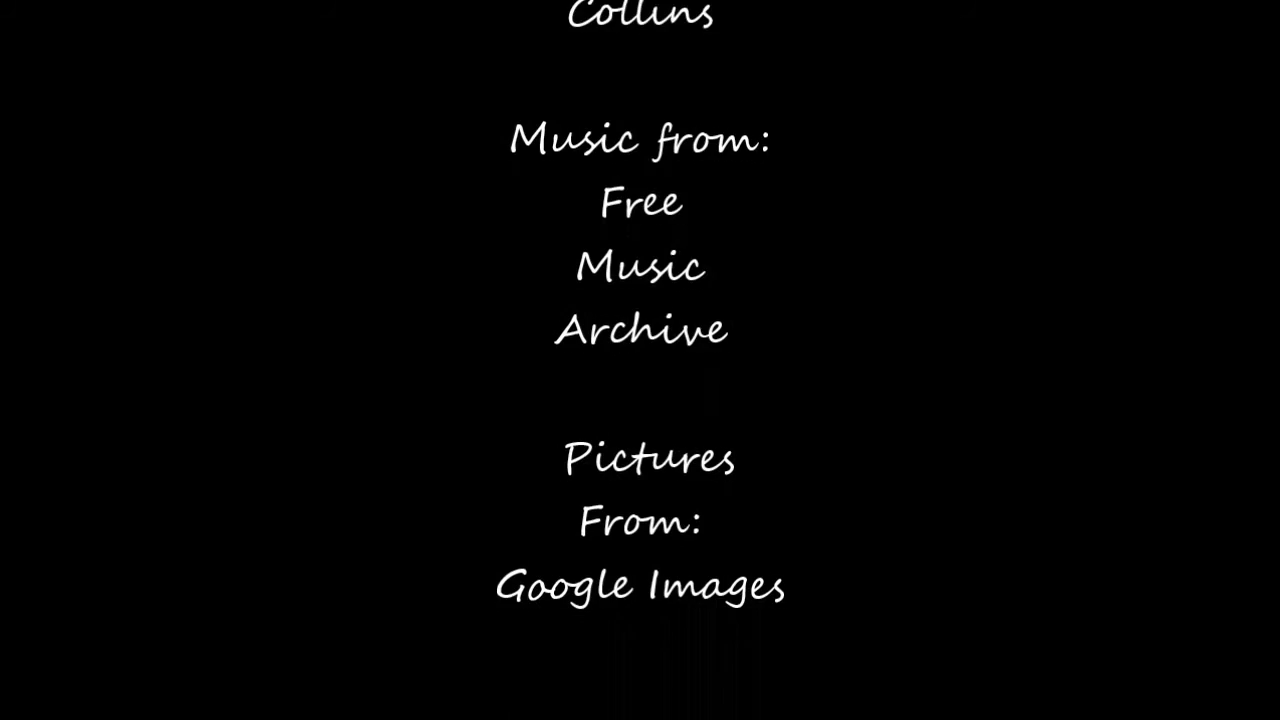 Collins
Music from:
Free
Music
Archive
Pictures
From:
Google Images